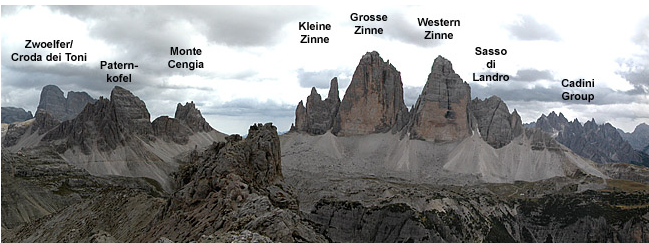 Zwoelfer/
Croda dei Toni
Patern-
kofel
Monte
Cengia
Kleine
Zinne
Grosse
Zinne
Western
Zinne
Sasso
di
Landro
Cadini
Group